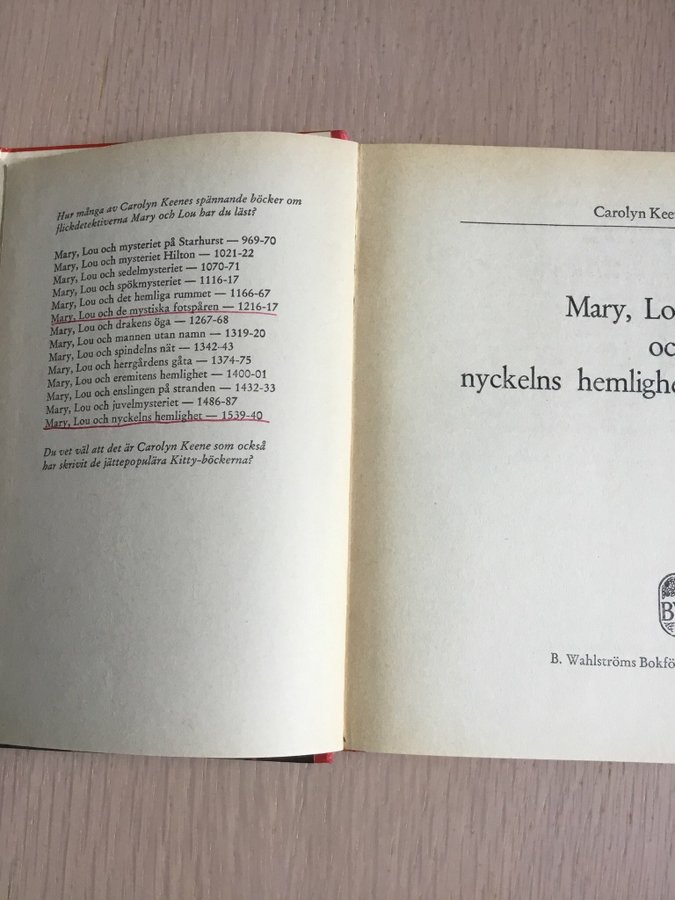 Hur många av Carolyn Keenes spännande böcker om
flickdetektiverna Mary och Lou har du läst?
Mary, Lou och mysteriet på Starhurst — 969-70
Mary, Lou och mysteriet Hilton — 1021-22
Mary, Lou och sedelmysteriet — 1070-71
Mary, Lou och spökmysteriet — 1116-17
Mary, Lou och det hemliga rummet — 1166-67
Mary, Lou och de mystiska fotspåren — 1216-17
Mary, Lou och drakens öga — 1267-68
Mary, Lou och mannen utan namn — 1319-20
Mary, Lou och spindelns nät — 1342-43
Mary, Lou och herrgårdens gåta — 1374-75
Mary, Lou och eremitens hemlighet — 1400-01
Mary, Lou och enslingen på stranden — 1432-33
Mary, Lou och juvelmysteriet — 1486-87
Mary, Lou och nyckelns hemlighet — 1539-40
Du vet väl att det är Carolyn Keene som också
har skrivit de jättepopulära Kitty-böckerna?
Carolyn Kee
Mary, Lo
oc
nyckelns hemlighe
B
B. Wahlströms Bokfö